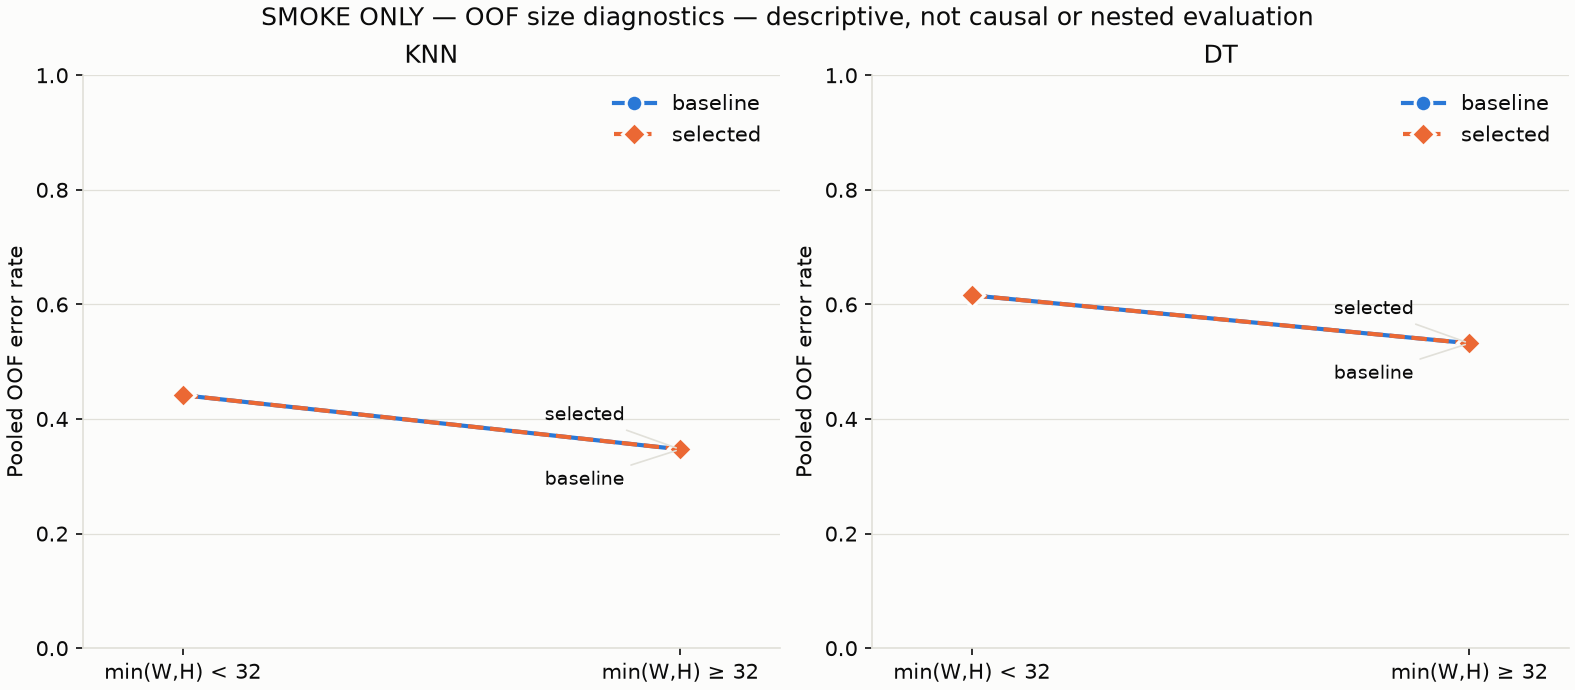 SMOKE ONLY — OOF size diagnostics — descriptive, not causal or nested evaluation
KNN
Pooled OOF error rate
1.0
0.8
0.6
0.4
0.2
0.0
baseline
selected
selected
baseline
min(W,H) < 32
min(W,H) ≥ 32
DT
Pooled OOF error rate
1.0
0.8
0.6
0.4
0.2
0.0
baseline
selected
selected
baseline
min(W,H) < 32
min(W,H) ≥ 32